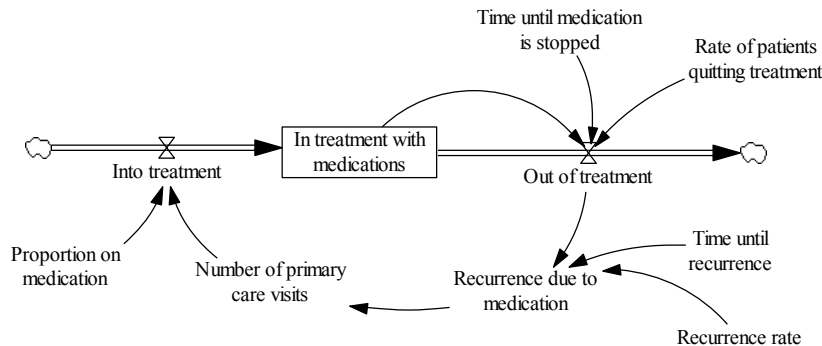 Time until medication
is stopped
Rate of patients
quitting treatment
In treatment with
medications
Into treatment
Out of treatment
Proportion on
medication
Number of primary
care visits
Recurrence due to
medication
Time until
recurrence
Recurrence rate